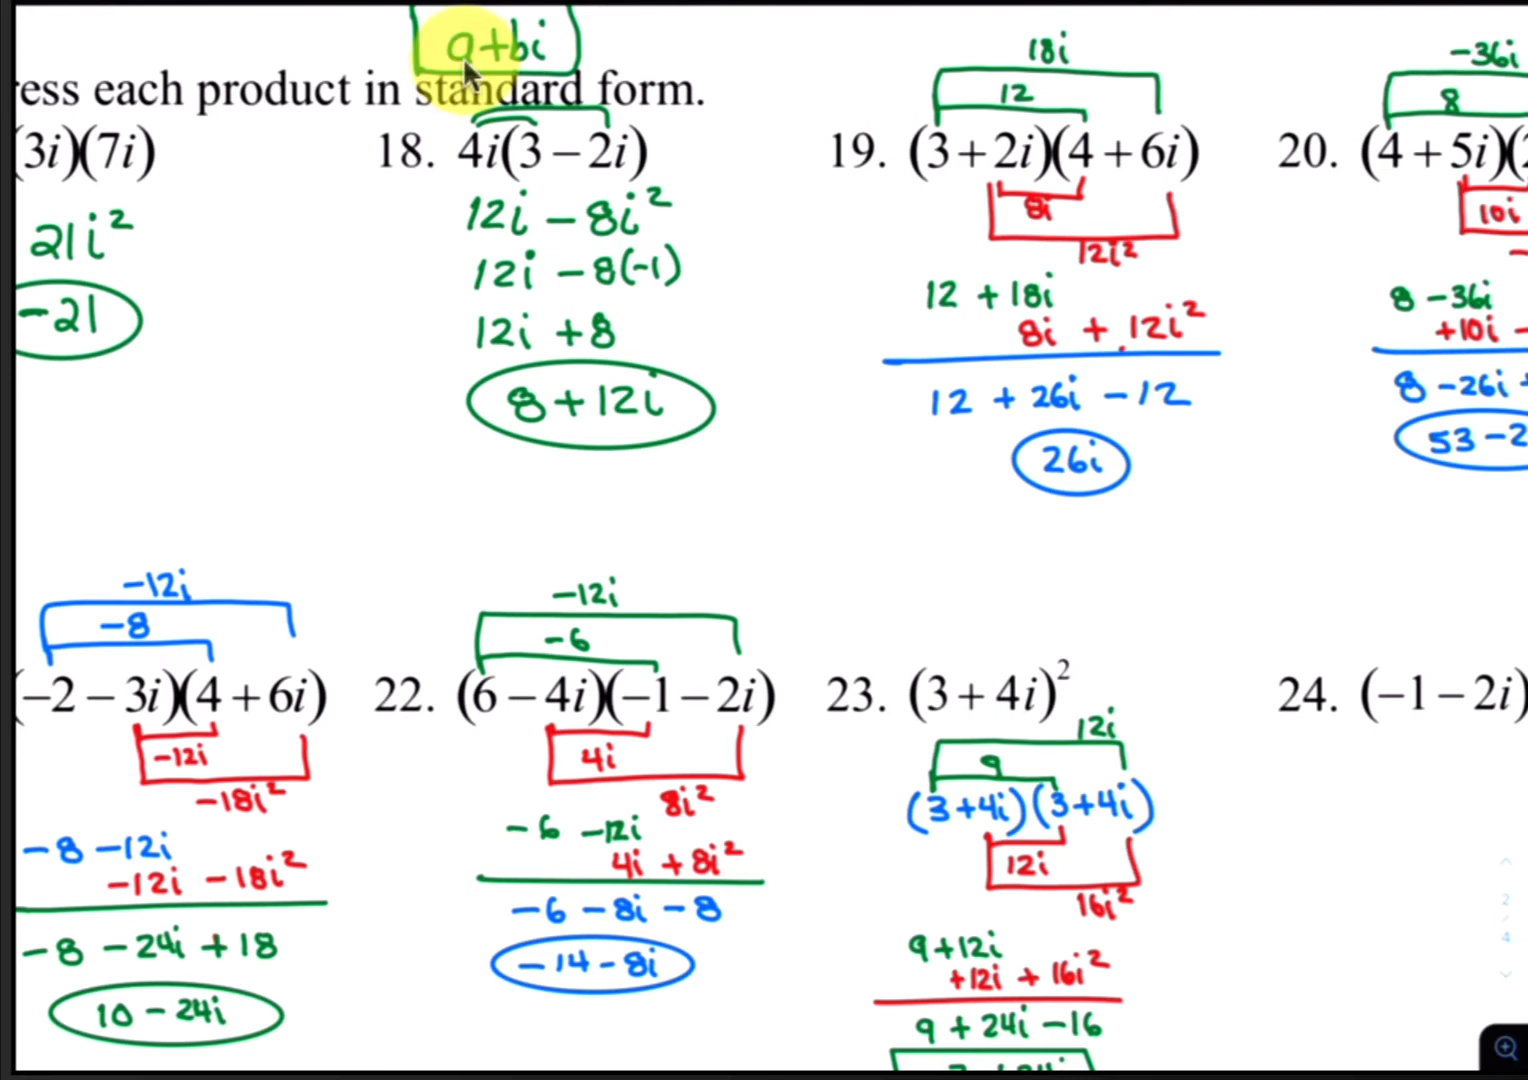 a+bi
ress each product in standard form.
(3i)(7i)
21i²
-21
18. 4i(3-2i)
12i - 8i²
12i - 8(-1)
12i + 8
8 + 12i
18i
12
19. (3+2i)(4+6i)
8i
12i²
12 + 18i
8i + 12i²
12 + 26i - 12
26i
-36i
8
20. (4+5i)(
10i
8 - 36i
+10i -
8 - 26i +
53 - 2
-12i
-8
(-2-3i)(4+6i)
-12i
-18i²
-8 - 12i
-12i - 18i²
-8 - 24i + 18
10 - 24i
-12i
-6
22. (6-4i)(-1-2i)
4i
8i²
-6 - 12i
4i + 8i²
-6 - 8i - 8
-14 - 8i
23. (3+4i)²
12i
9
(3+4i)(3+4i)
12i
16i²
9 + 12i
+12i + 16i²
9 + 24i - 16
24. (-1-2i)
2
4